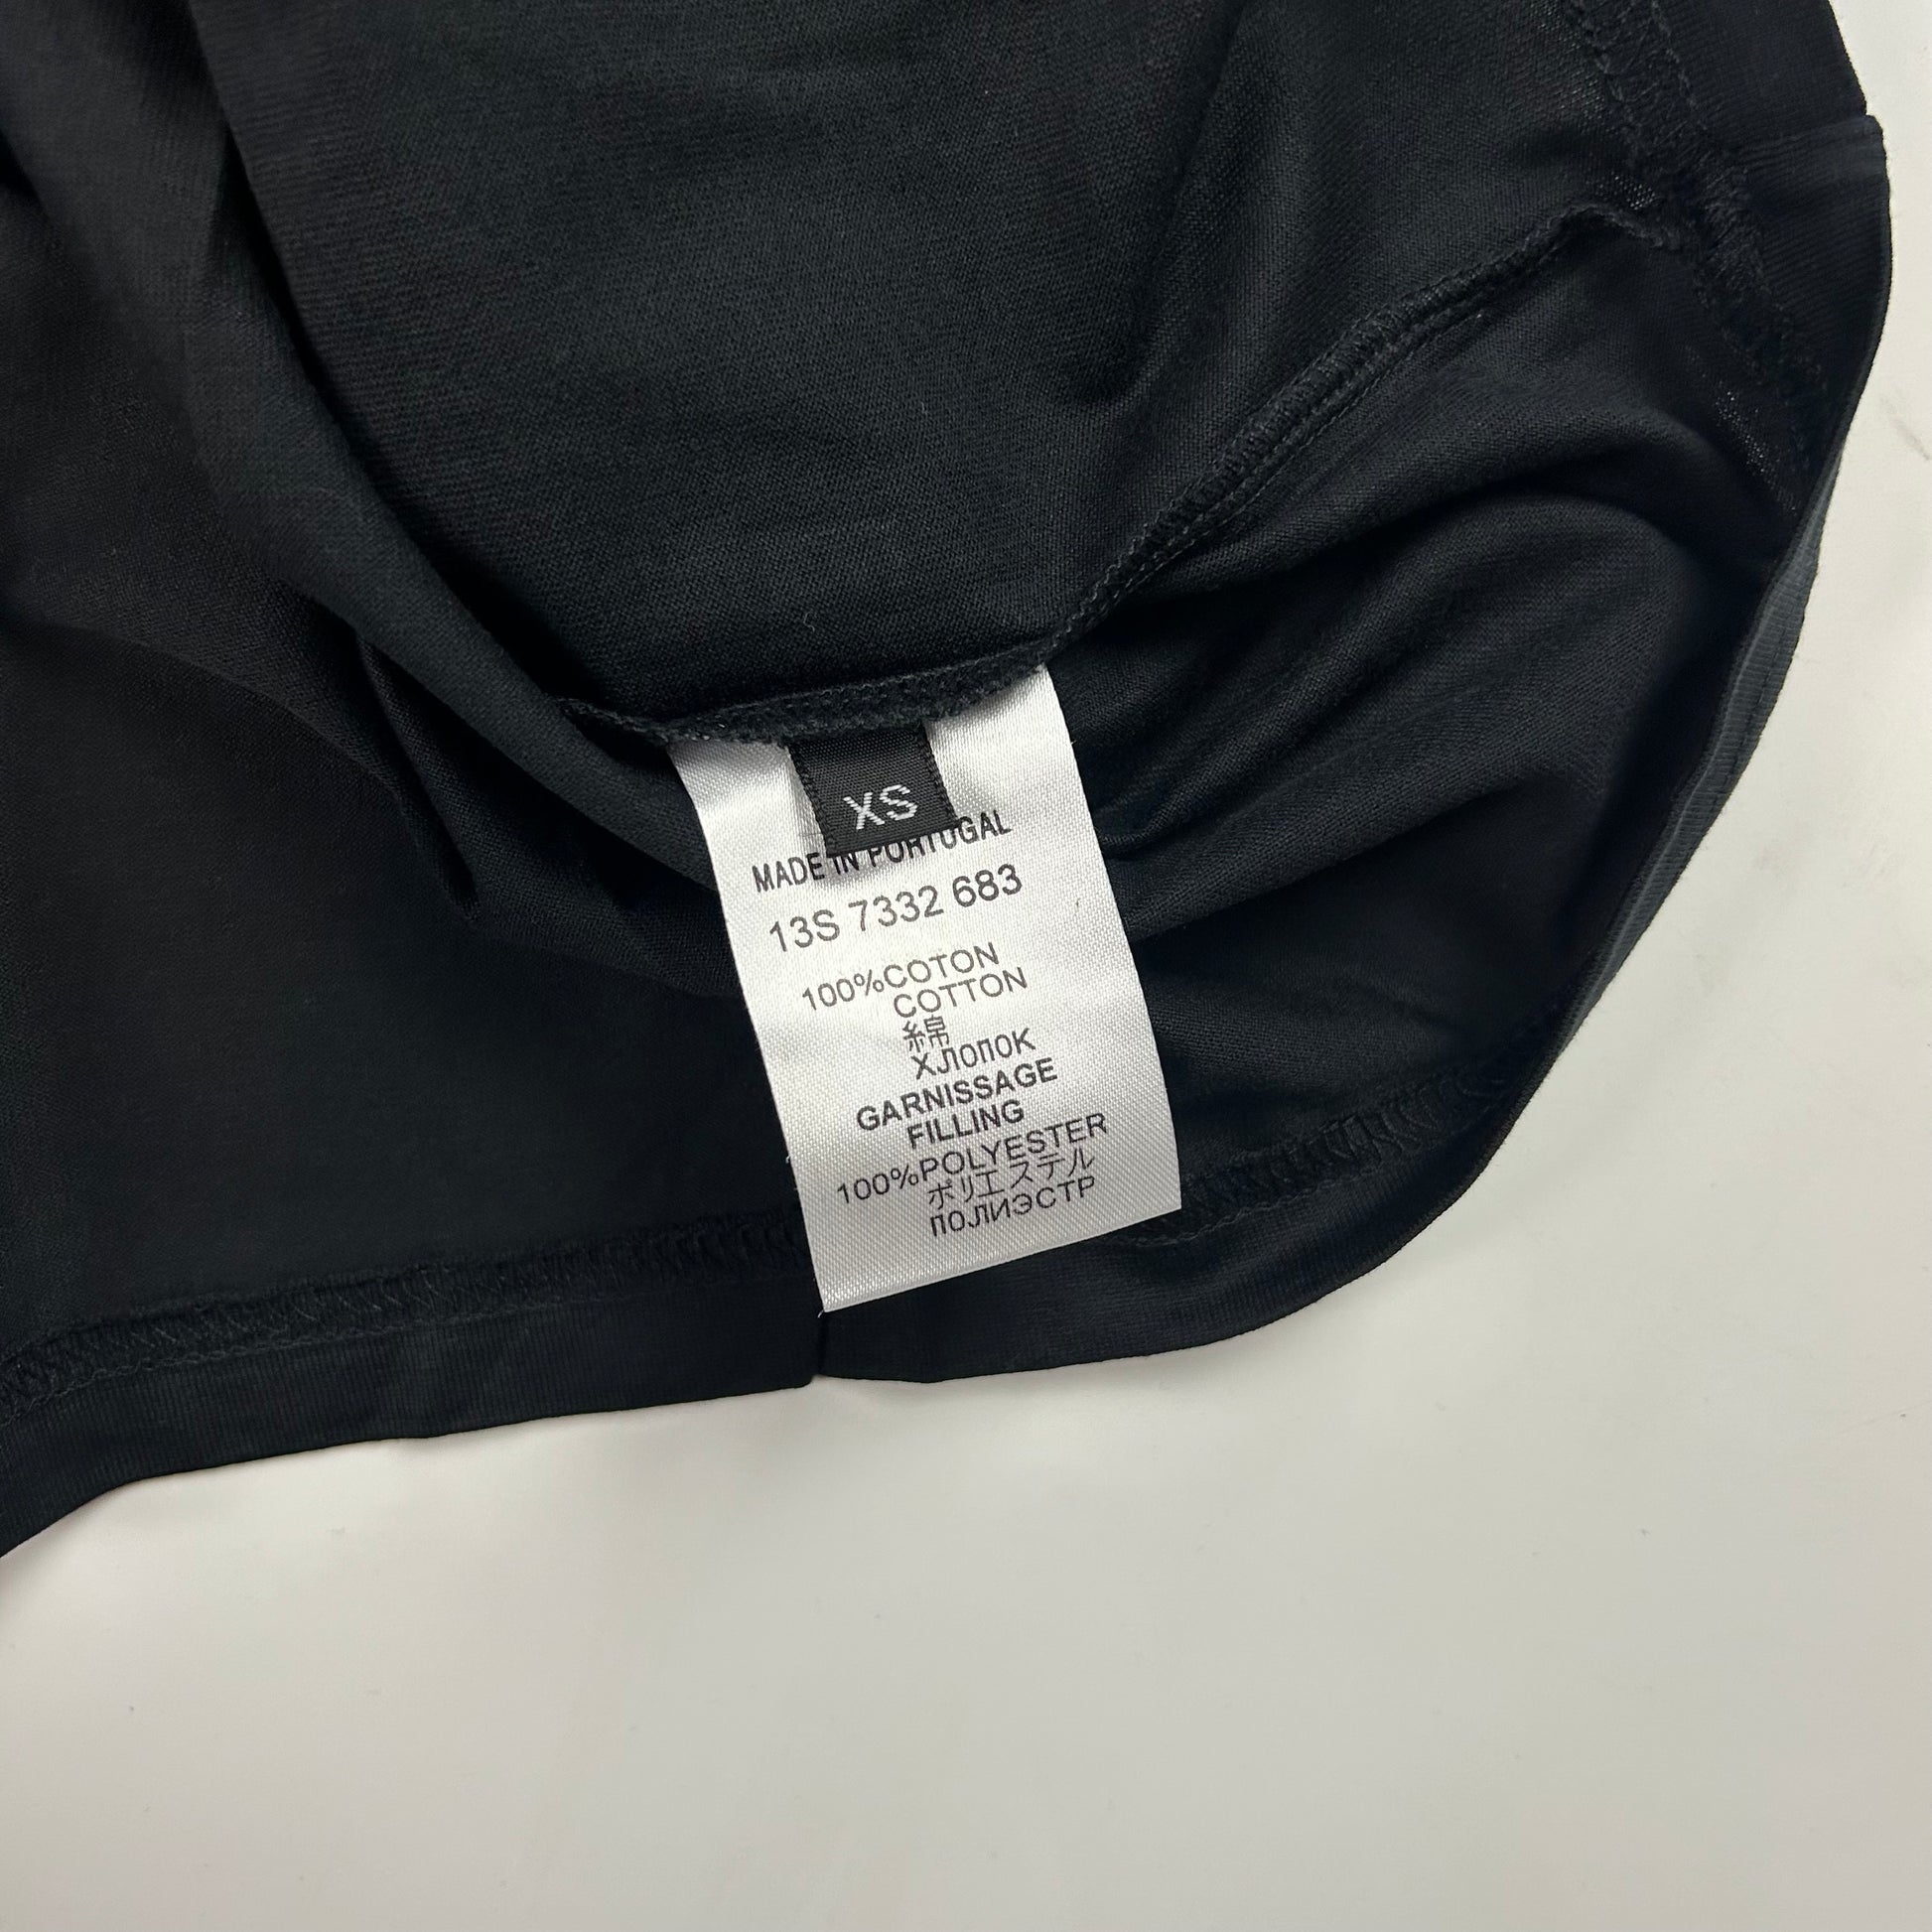 XS
MADE IN PORTUGAL
13S 7332 683
100%COTON
COTTON
綿
ХЛОПОК
GARNISSAGE
FILLING
100%POLYESTER
ポリエステル
ПОЛИЭСТР